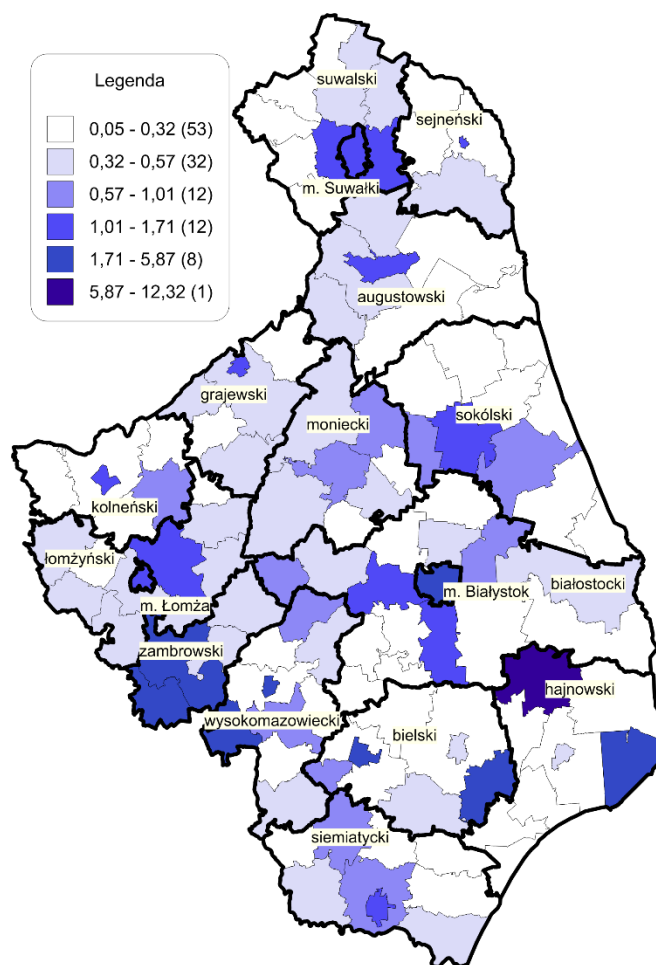 Legenda
0,05 - 0,32 (53)
0,32 - 0,57 (32)
0,57 - 1,01 (12)
1,01 - 1,71 (12)
1,71 - 5,87 (8)
5,87 - 12,32 (1)
suwalski
sejneński
m. Suwałki
augustowski
grajewski
moniecki
sokólski
kolneński
łomżyński
m. Łomża
m. Białystok
białostocki
zambrowski
hajnowski
wysokomazowiecki
bielski
siemiatycki